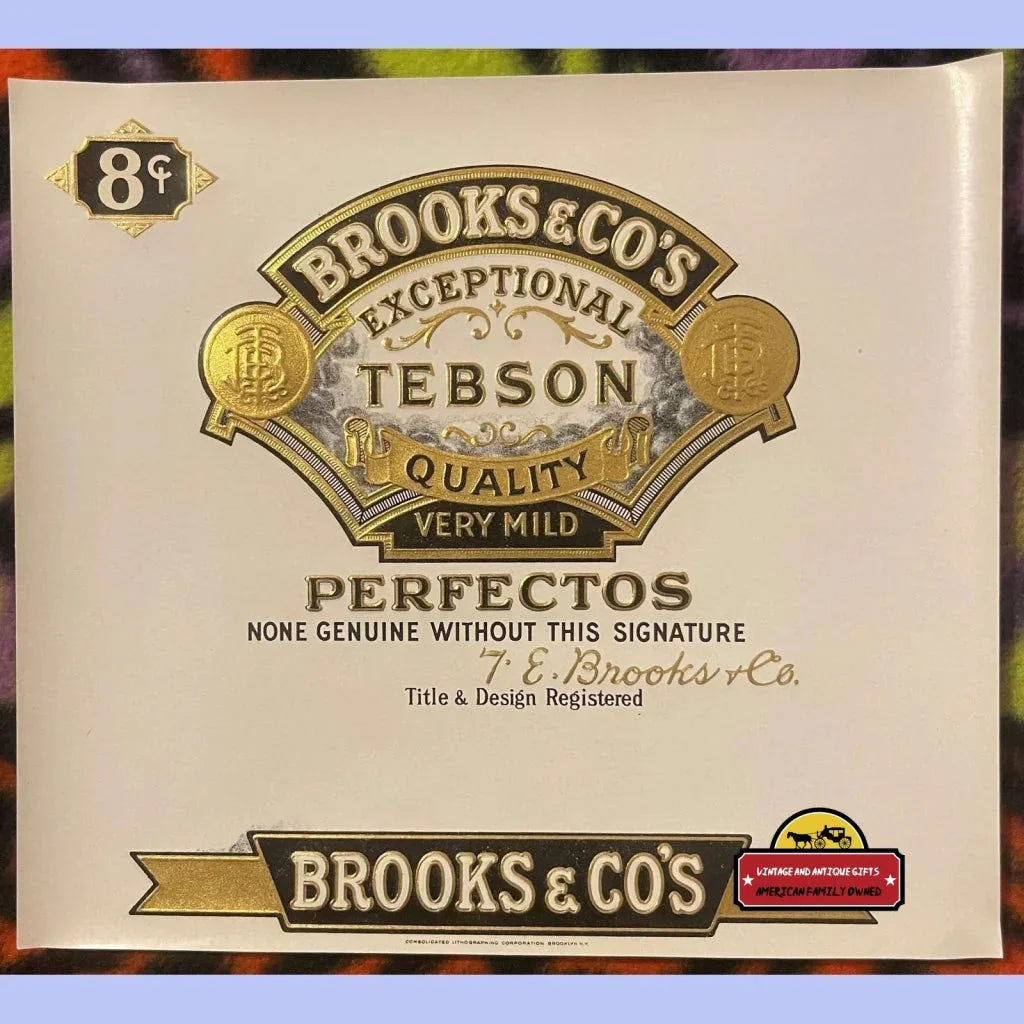 8¢
BROOKS & CO'S
EXCEPTIONAL
TEBSON
QUALITY
VERY MILD
PERFECTOS
NONE GENUINE WITHOUT THIS SIGNATURE
T. E. Brooks & Co.
Title & Design Registered
BROOKS & CO'S
VINTAGE AND ANTIQUE GIFTS
AMERICAN FAMILY OWNED
CONSOLIDATED LITHOGRAPHING CORPORATION BROOKLYN N.Y.